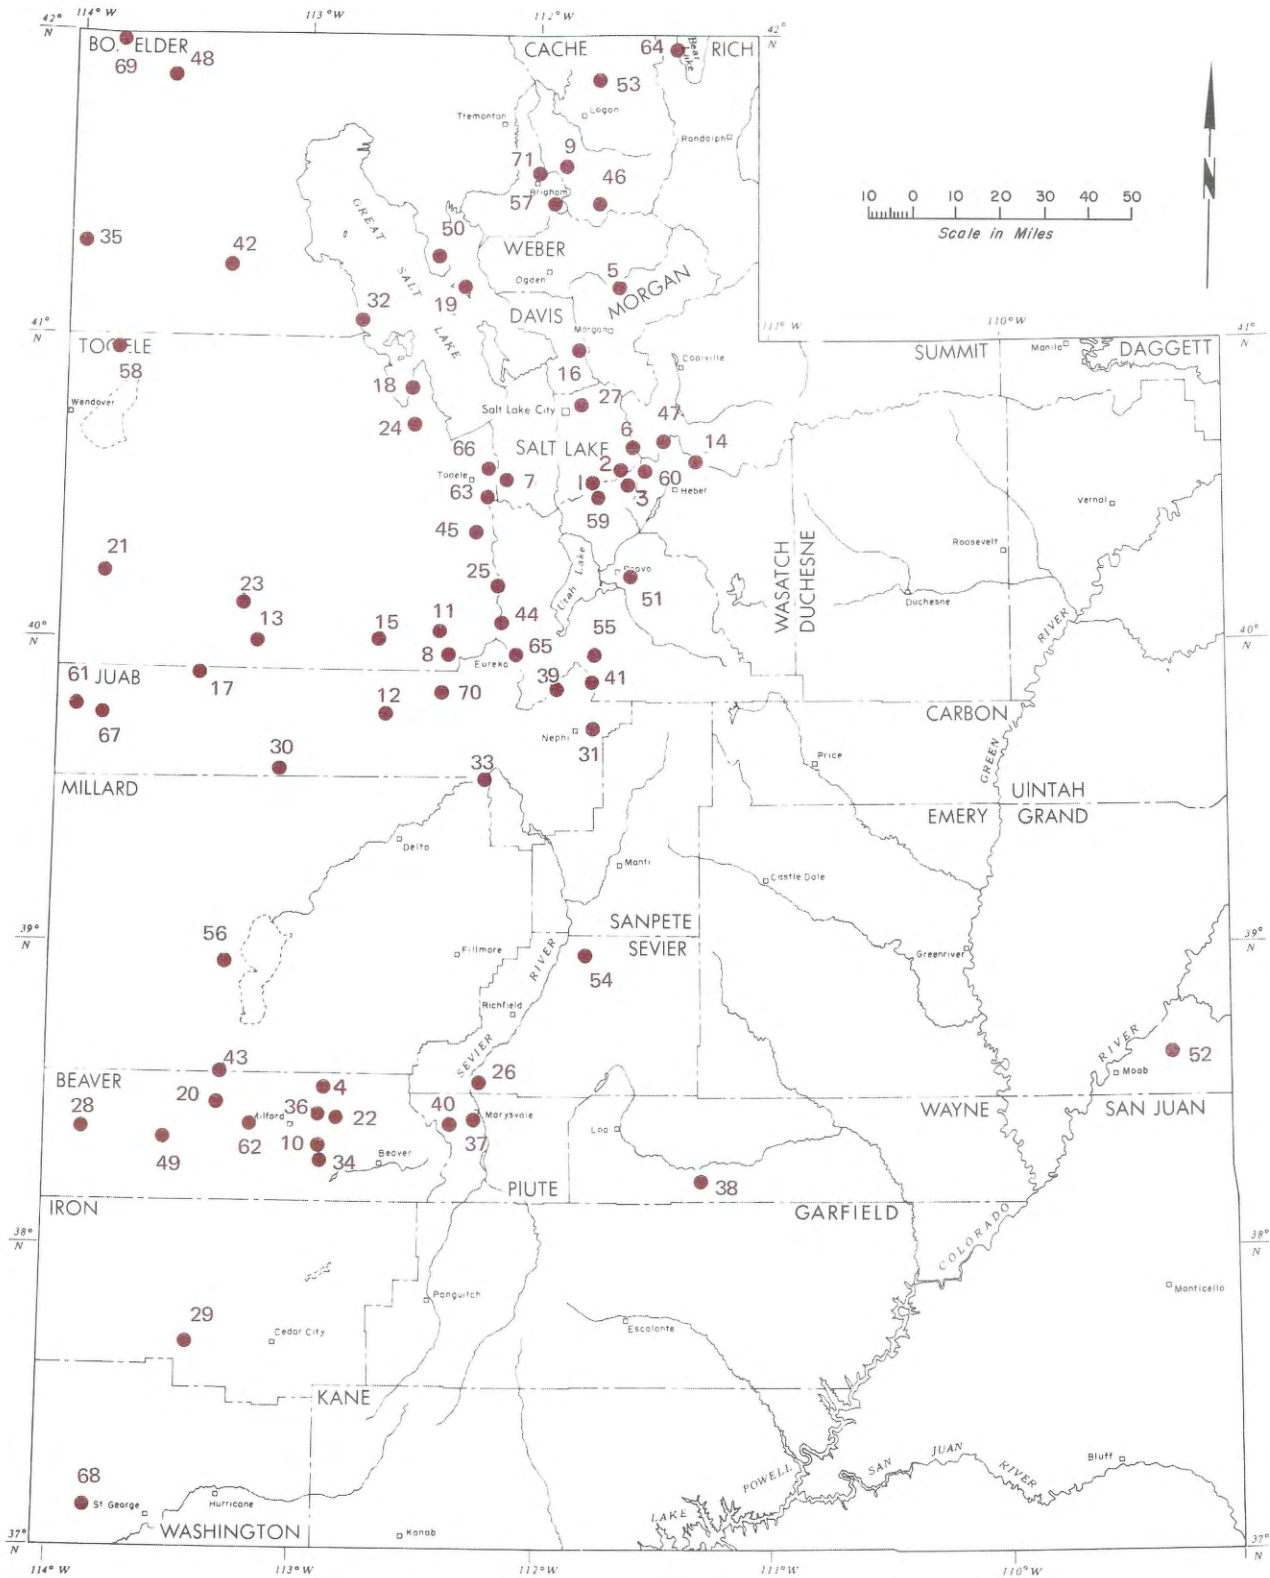 114° W
113° W
112° W
42°
N
42°
N
BO. ELDER
CACHE
64
Bear
Lake
RICH
69
48
53
Logan
Tremonton
Randolph
71
9
46
Brigham
57
10 0 10 20 30 40 50
Scale in Miles
N
35
42
50
GREAT
SALT
LAKE
WEBER
Ogden
5
MORGAN
32
19
DAVIS
Morgan
41°
N
111° W
110° W
41°
N
TOOELE
58
SUMMIT
Manila
DAGGETT
16
Coalville
18
Wendover
27
Salt Lake City
47
24
6
14
SALT LAKE
66
2
Tooele
7
1
60
63
3
Heber
59
Vernal
45
21
Utah Lake
Roosevelt
25
Provo
WASATCH
DUCHESNE
23
51
Duchesne
13
15
11
44
55
RIVER
40°
N
40°
N
8
65
Eureka
61
JUAB
17
39
41
12
70
67
CARBON
Nephi
31
30
33
Price
GREEN
MILLARD
UINTAH
EMERY
GRAND
Delta
Manti
Castle Dale
SANPETE
39°
N
39°
N
56
SEVIER
Fillmore
RIVER
Greenriver
54
Richfield
RIVER
52
43
SEVIER
Moab
BEAVER
4
26
20
36
40
Marysvale
WAYNE
SAN JUAN
28
Milford
22
37
Loa
49
62
10
34
Beaver
38
PIUTE
IRON
GARFIELD
COLORADO
38°
N
38°
N
Panguitch
Monticello
29
Cedar City
Escalante
KANE
68
St George
Hurricane
LAKE
POWELL
SAN
JUAN
RIVER
Bluff
WASHINGTON
Kanab
37°
N
37°
N
114° W
113° W
112° W
111° W
110° W